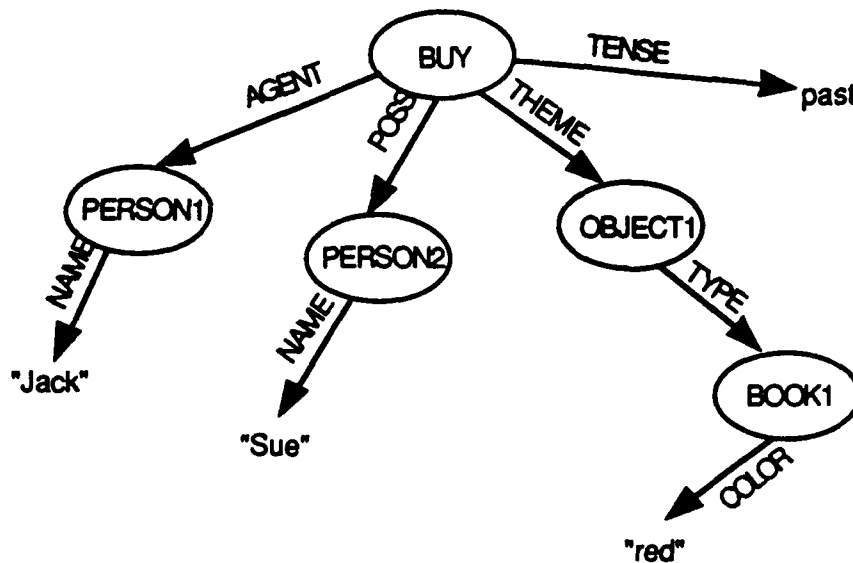 BUY
TENSE
past
AGENT
POSS
THEME
PERSON1
PERSON2
OBJECT1
NAME
NAME
TYPE
"Jack"
"Sue"
BOOK1
COLOR
"red"